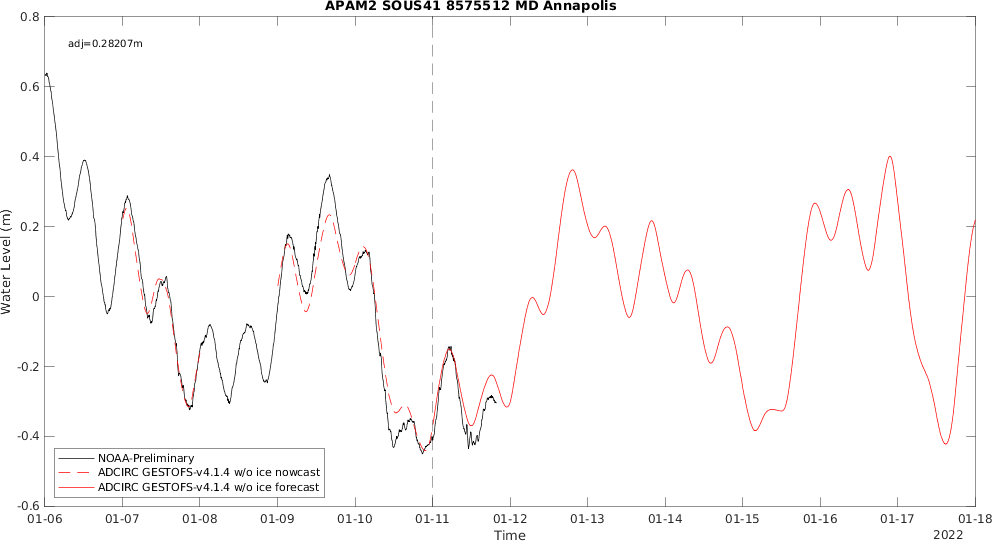 APAM2 SOUS41 8575512 MD Annapolis
adj=0.28207m
0.8
0.6
0.4
0.2
0
-0.2
-0.4
-0.6
Water Level (m)
NOAA-Preliminary
ADCIRC GESTOFS-v4.1.4 w/o ice nowcast
ADCIRC GESTOFS-v4.1.4 w/o ice forecast
01-06 01-07 01-08 01-09 01-10 01-11 01-12 01-13 01-14 01-15 01-16 01-17 01-18
Time
2022